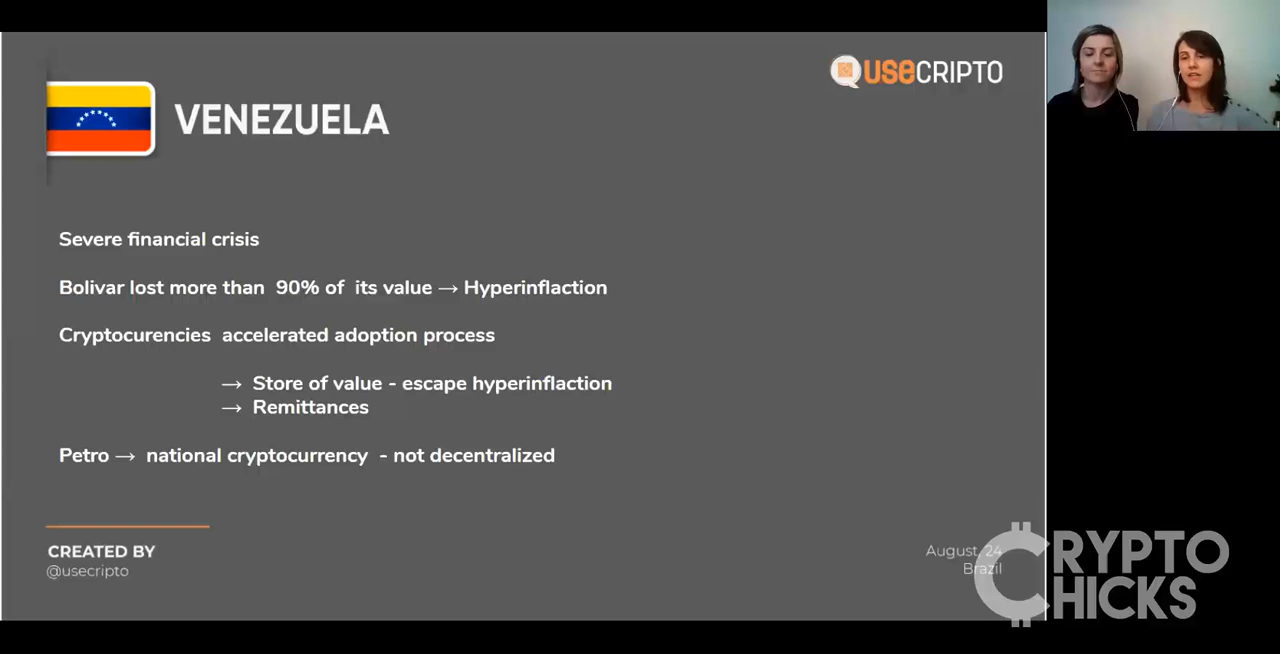 USECRIPTO
VENEZUELA
Severe financial crisis
Bolivar lost more than 90% of its value → Hyperinflaction
Cryptocurencies accelerated adoption process
→ Store of value - escape hyperinflaction
→ Remittances
Petro → national cryptocurrency - not decentralized
CREATED BY
@usecripto
August, 24
Brazil
CRYPTO
CHICKS